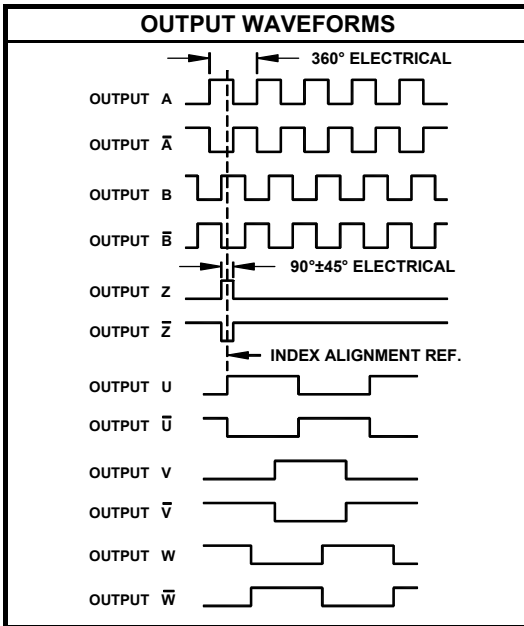 OUTPUT WAVEFORMS
360° ELECTRICAL
OUTPUT A
OUTPUT A̅
OUTPUT B
OUTPUT B̅
90°±45° ELECTRICAL
OUTPUT Z
OUTPUT Z̅
INDEX ALIGNMENT REF.
OUTPUT U
OUTPUT U̅
OUTPUT V
OUTPUT V̅
OUTPUT W
OUTPUT W̅